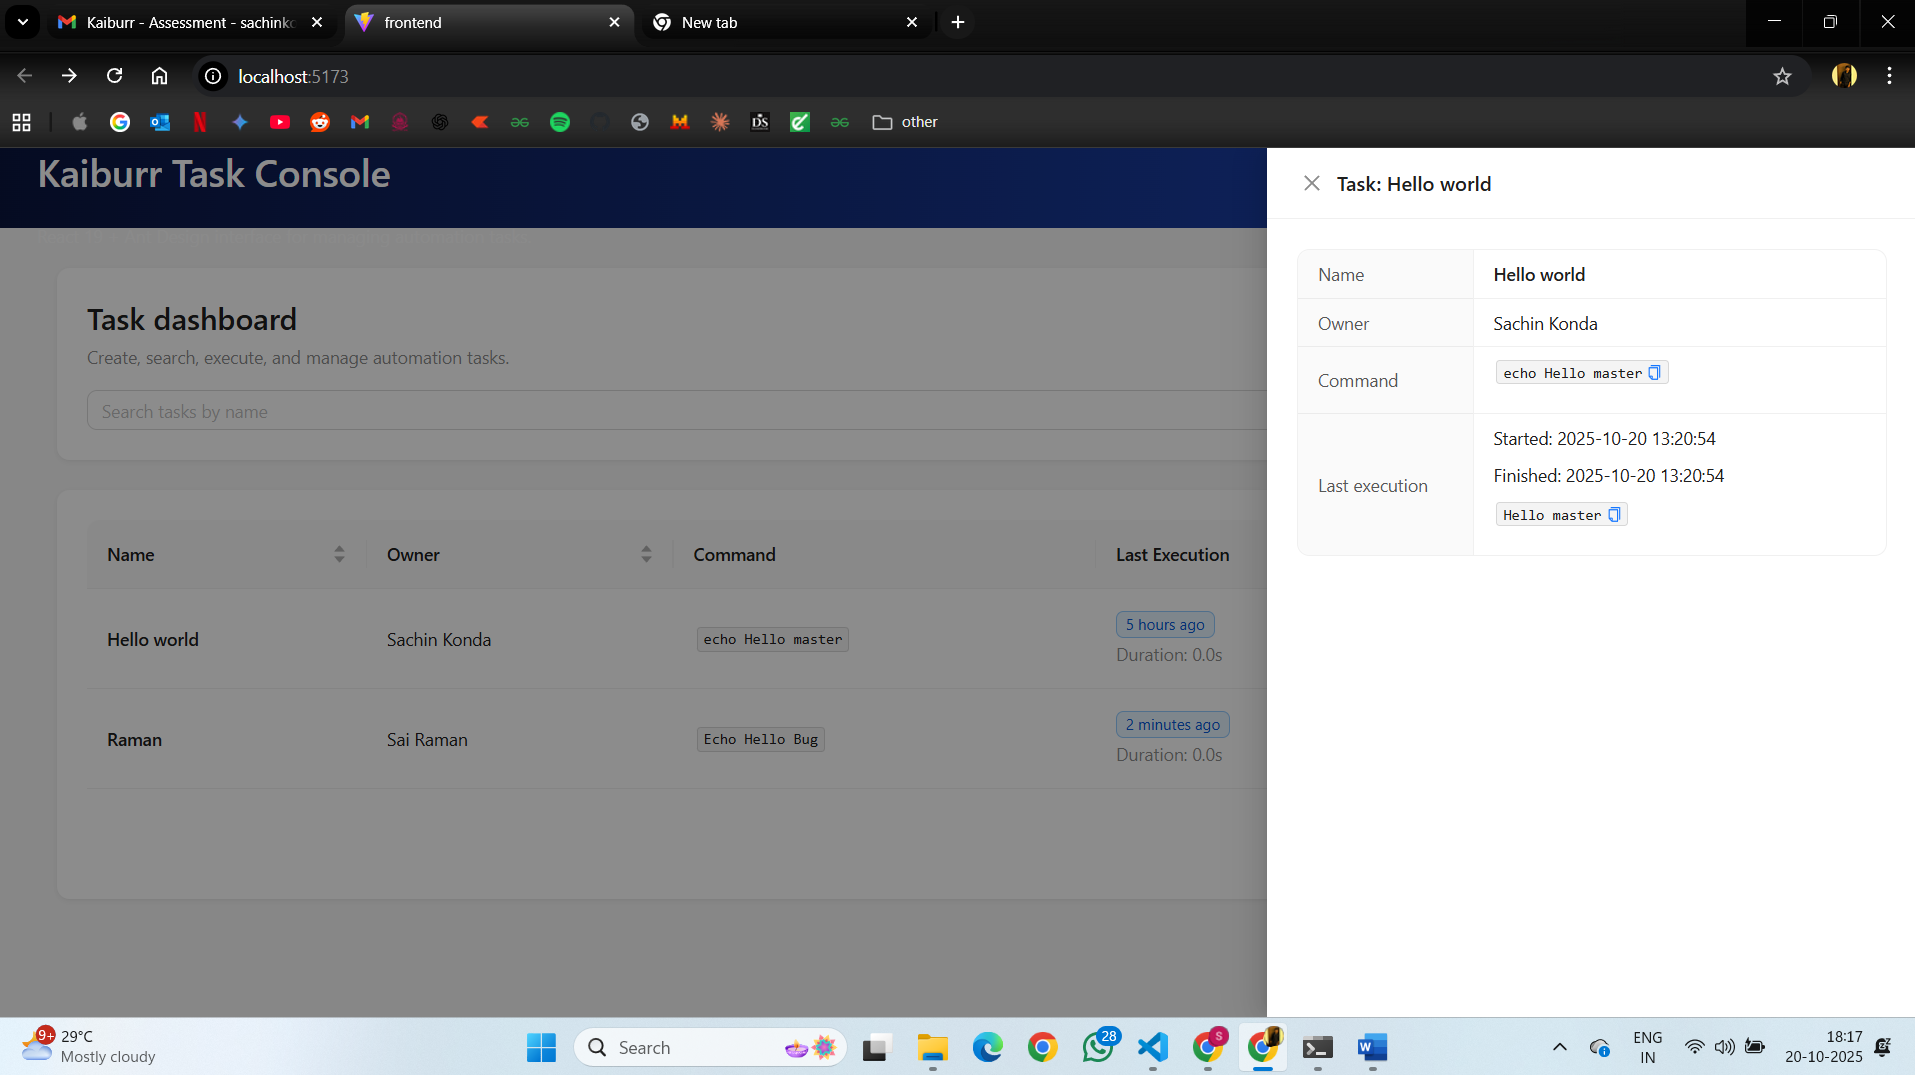 Kaiburr - Assessment - sachinko
frontend
New tab
localhost:5173
other
Kaiburr Task Console
Task dashboard
Create, search, execute, and manage automation tasks.
Search tasks by name
Name
Owner
Command
Last Execution
Hello world
Sachin Konda
echo Hello master
5 hours ago
Duration: 0.0s
Raman
Sai Raman
Echo Hello Bug
2 minutes ago
Duration: 0.0s
Task: Hello world
Name
Hello world
Owner
Sachin Konda
Command
echo Hello master
Last execution
Started: 2025-10-20 13:20:54
Finished: 2025-10-20 13:20:54
Hello master
9+
29°C
Mostly cloudy
Search
28
S
ENG
IN
18:17
20-10-2025